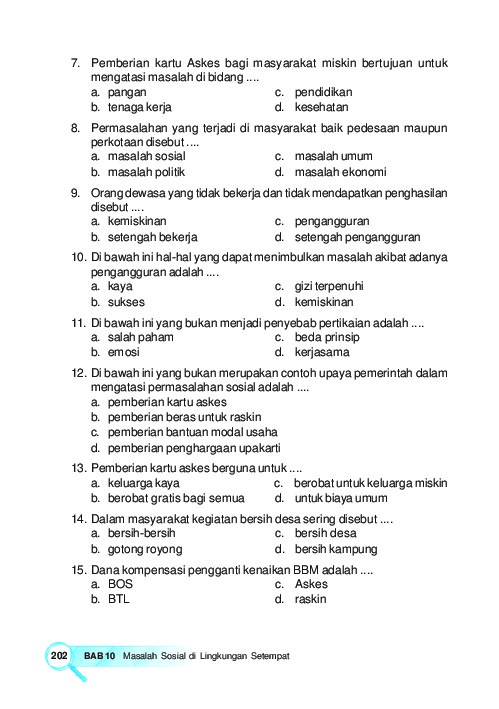 7. Pemberian kartu Askes bagi masyarakat miskin bertujuan untuk
mengatasi masalah di bidang ....
a. pangan c. pendidikan
b. tenaga kerja d. kesehatan
8. Permasalahan yang terjadi di masyarakat baik pedesaan maupun
perkotaan disebut ....
a. masalah sosial c. masalah umum
b. masalah politik d. masalah ekonomi
9. Orang dewasa yang tidak bekerja dan tidak mendapatkan penghasilan
disebut ....
a. kemiskinan c. pengangguran
b. setengah bekerja d. setengah pengangguran
10. Di bawah ini hal-hal yang dapat menimbulkan masalah akibat adanya
pengangguran adalah ....
a. kaya c. gizi terpenuhi
b. sukses d. kemiskinan
11. Di bawah ini yang bukan menjadi penyebab pertikaian adalah ....
a. salah paham c. beda prinsip
b. emosi d. kerjasama
12. Di bawah ini yang bukan merupakan contoh upaya pemerintah dalam
mengatasi permasalahan sosial adalah ....
a. pemberian kartu askes
b. pemberian beras untuk raskin
c. pemberian bantuan modal usaha
d. pemberian penghargaan upakarti
13. Pemberian kartu askes berguna untuk ....
a. keluarga kaya c. berobat untuk keluarga miskin
b. berobat gratis bagi semua d. untuk biaya umum
14. Dalam masyarakat kegiatan bersih desa sering disebut ....
a. bersih-bersih c. bersih desa
b. gotong royong d. bersih kampung
15. Dana kompensasi pengganti kenaikan BBM adalah ....
a. BOS c. Askes
b. BTL d. raskin
202 BAB 10 Masalah Sosial di Lingkungan Setempat